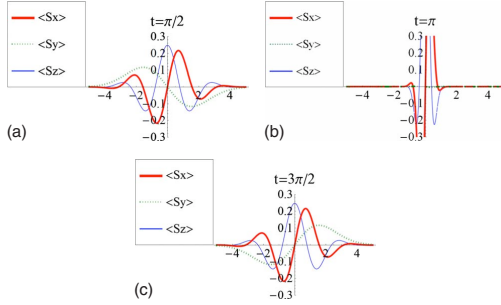 <Sx>
<Sy>
<Sz>
t=π/2
0.3
0.2
0.1
-4 -2 2 4
0.1
-0.2
-0.3
(a)
<Sx>
<Sy>
<Sz>
t=π
0.3
0.2
0.1
-4 -2 2 4
0.1
0.2
-0.3
(b)
<Sx>
<Sy>
<Sz>
t=3π/2
0.3
0.2
0.1
-4 -2 2 4
0.1
-0.2
-0.3
(c)